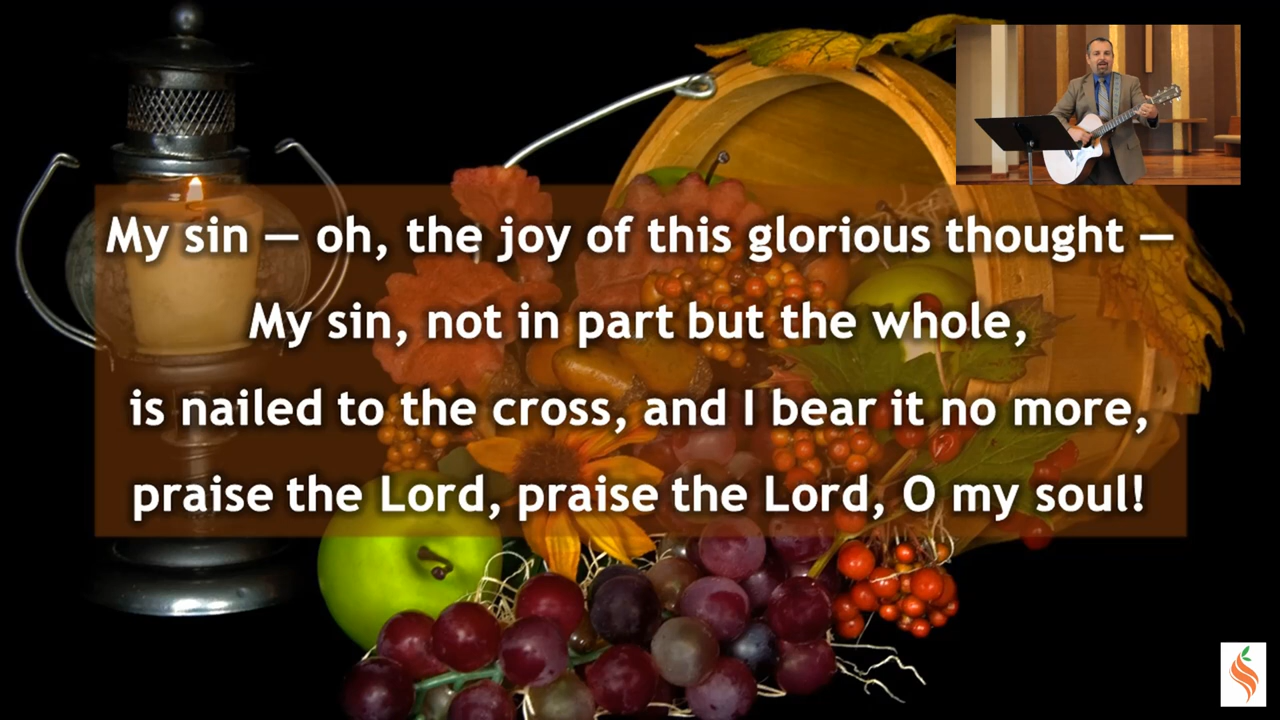 My sin — oh, the joy of this glorious thought —
My sin, not in part but the whole,
is nailed to the cross, and I bear it no more,
praise the Lord, praise the Lord, O my soul!